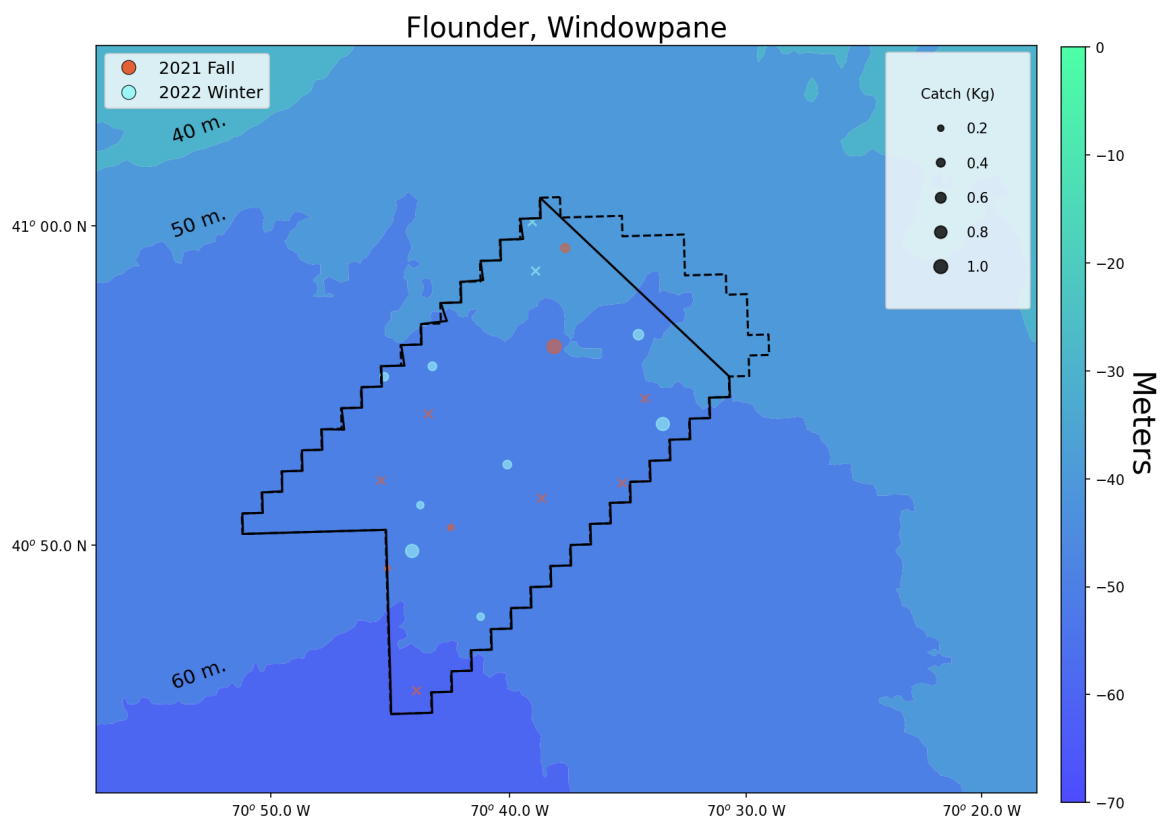 Flounder, Windowpane
2021 Fall
2022 Winter
40 m.
50 m.
60 m.
Catch (Kg)
0.2
0.4
0.6
0.8
1.0
41° 00.0 N
40° 50.0 N
70° 50.0 W
70° 40.0 W
70° 30.0 W
70° 20.0 W
0
−10
−20
−30
−40
−50
−60
−70
Meters